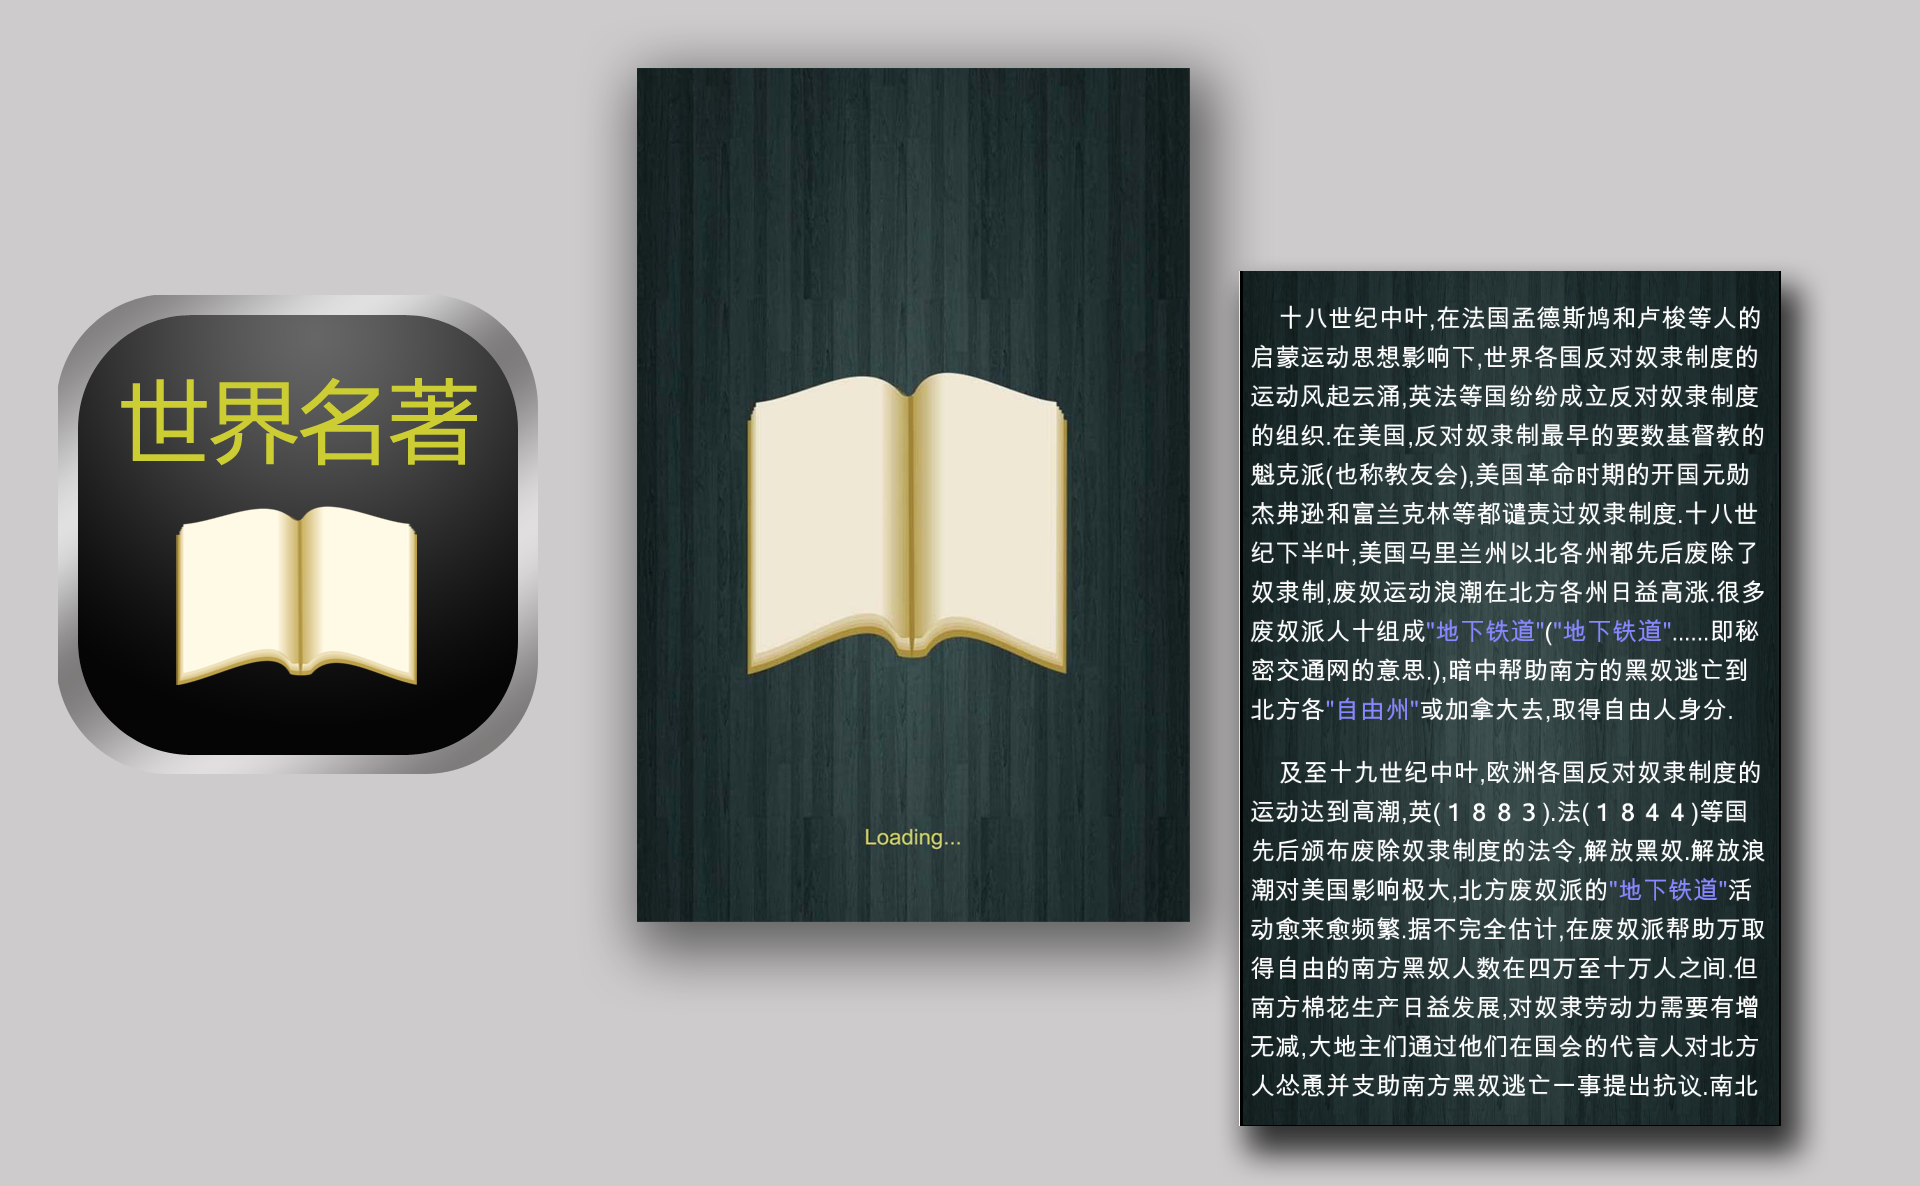 世界名著
Loading...
十八世纪中叶,在法国孟德斯鸠和卢梭等人的
启蒙运动思想影响下,世界各国反对奴隶制度的
运动风起云涌,英法等国纷纷成立反对奴隶制度
的组织.在美国,反对奴隶制最早的要数基督教的
魁克派(也称教友会),美国革命时期的开国元勋
杰弗逊和富兰克林等都谴责过奴隶制度.十八世
纪下半叶,美国马里兰州以北各州都先后废除了
奴隶制,废奴运动浪潮在北方各州日益高涨.很多
废奴派人十组成"地下铁道"("地下铁道"......即秘
密交通网的意思.),暗中帮助南方的黑奴逃亡到
北方各"自由州"或加拿大去,取得自由人身分.
及至十九世纪中叶,欧洲各国反对奴隶制度的
运动达到高潮,英(1883).法(1844)等国
先后颁布废除奴隶制度的法令,解放黑奴.解放浪
潮对美国影响极大,北方废奴派的"地下铁道"活
动愈来愈频繁.据不完全估计,在废奴派帮助万取
得自由的南方黑奴人数在四万至十万人之间.但
南方棉花生产日益发展,对奴隶劳动力需要有增
无减,大地主们通过他们在国会的代言人对北方
人怂恿并支助南方黑奴逃亡一事提出抗议.南北